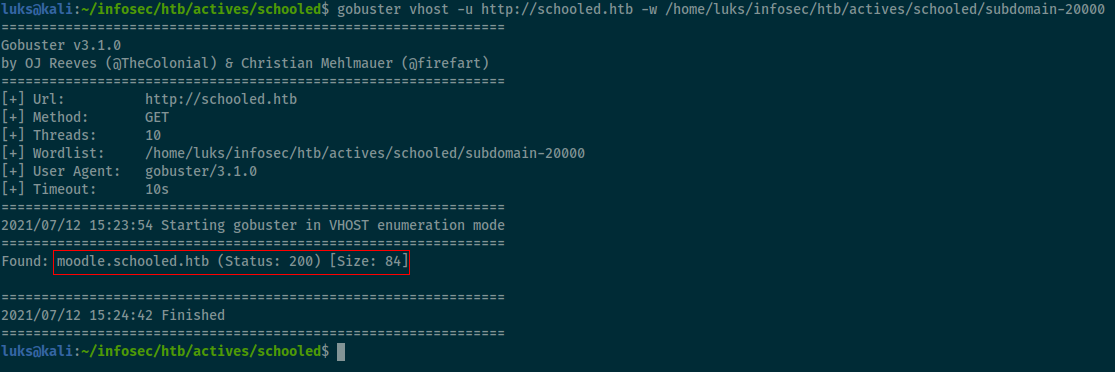 luks@kali:~/infosec/htb/actives/schooled$ gobuster vhost -u http://schooled.htb -w /home/luks/infosec/htb/actives/schooled/subdomain-20000
===============================================================
Gobuster v3.1.0
by OJ Reeves (@TheColonial) & Christian Mehlmauer (@firefart)
===============================================================
[+] Url:          http://schooled.htb
[+] Method:       GET
[+] Threads:      10
[+] Wordlist:     /home/luks/infosec/htb/actives/schooled/subdomain-20000
[+] User Agent:   gobuster/3.1.0
[+] Timeout:      10s
===============================================================
2021/07/12 15:23:54 Starting gobuster in VHOST enumeration mode
===============================================================
Found: moodle.schooled.htb (Status: 200) [Size: 84]
===============================================================
2021/07/12 15:24:42 Finished
===============================================================
luks@kali:~/infosec/htb/actives/schooled$